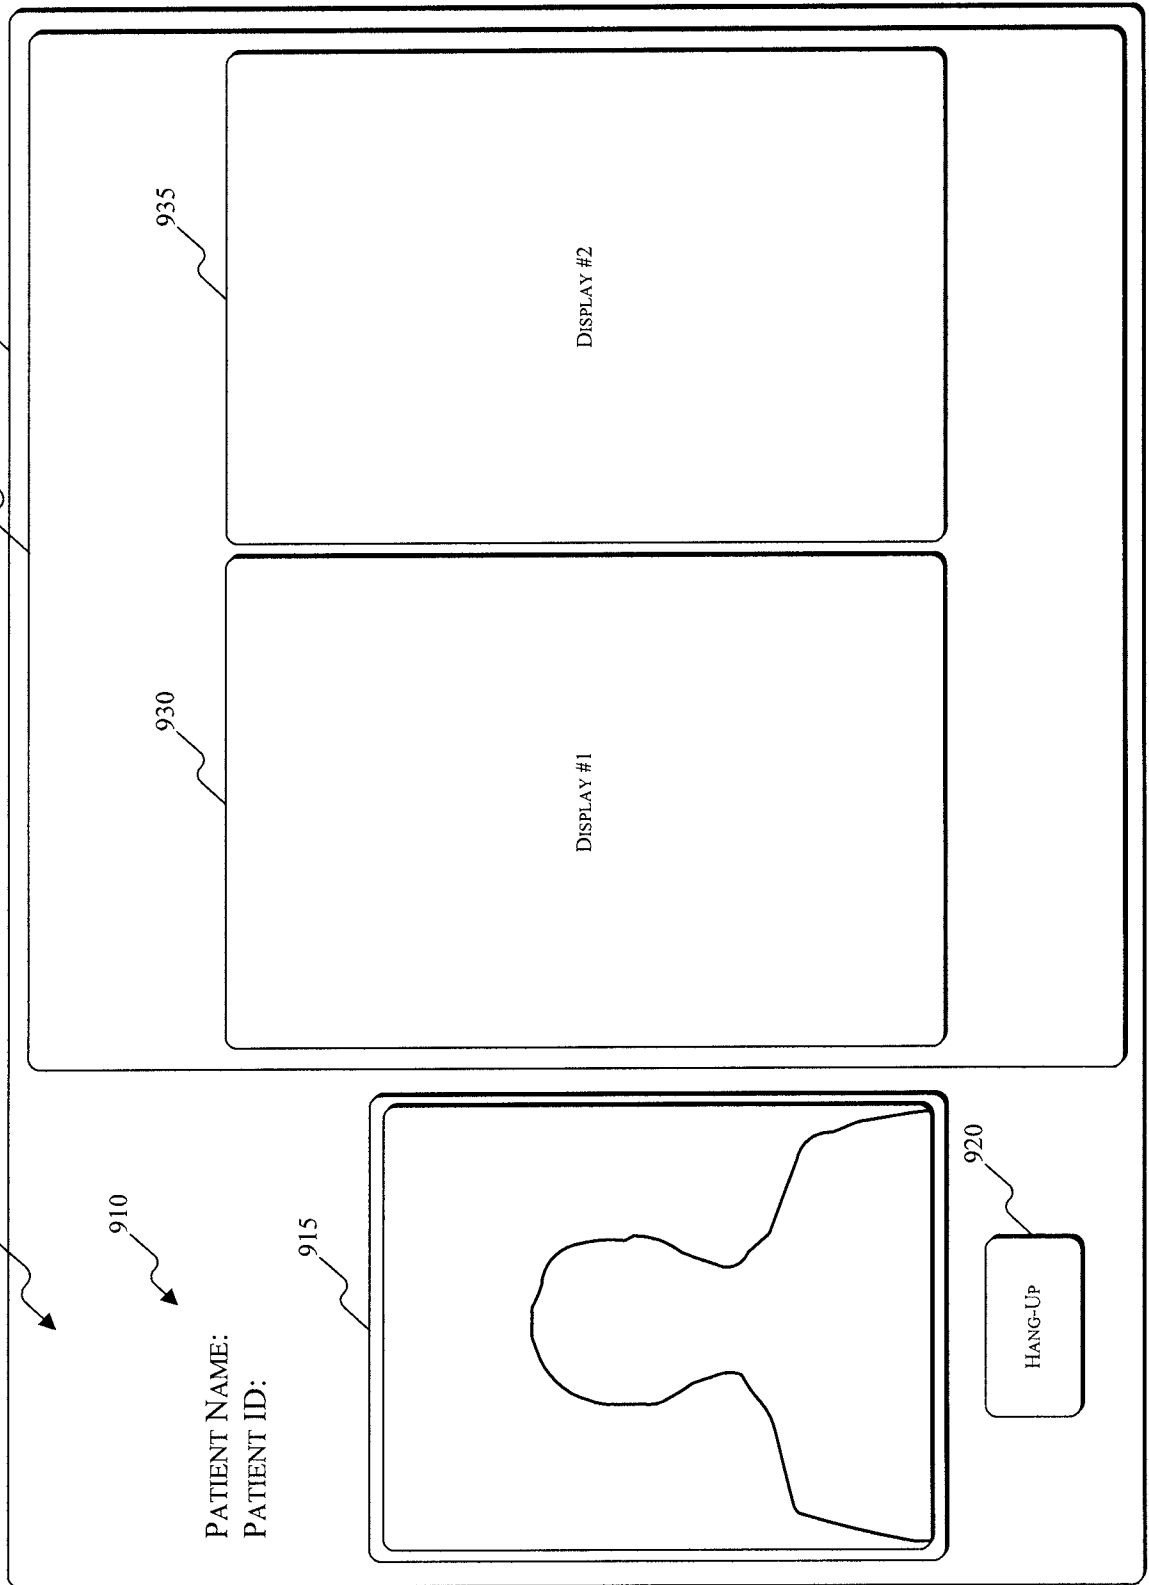 910
PATIENT NAME:
PATIENT ID:
915
HANG-UP
920
930
DISPLAY #1
935
DISPLAY #2